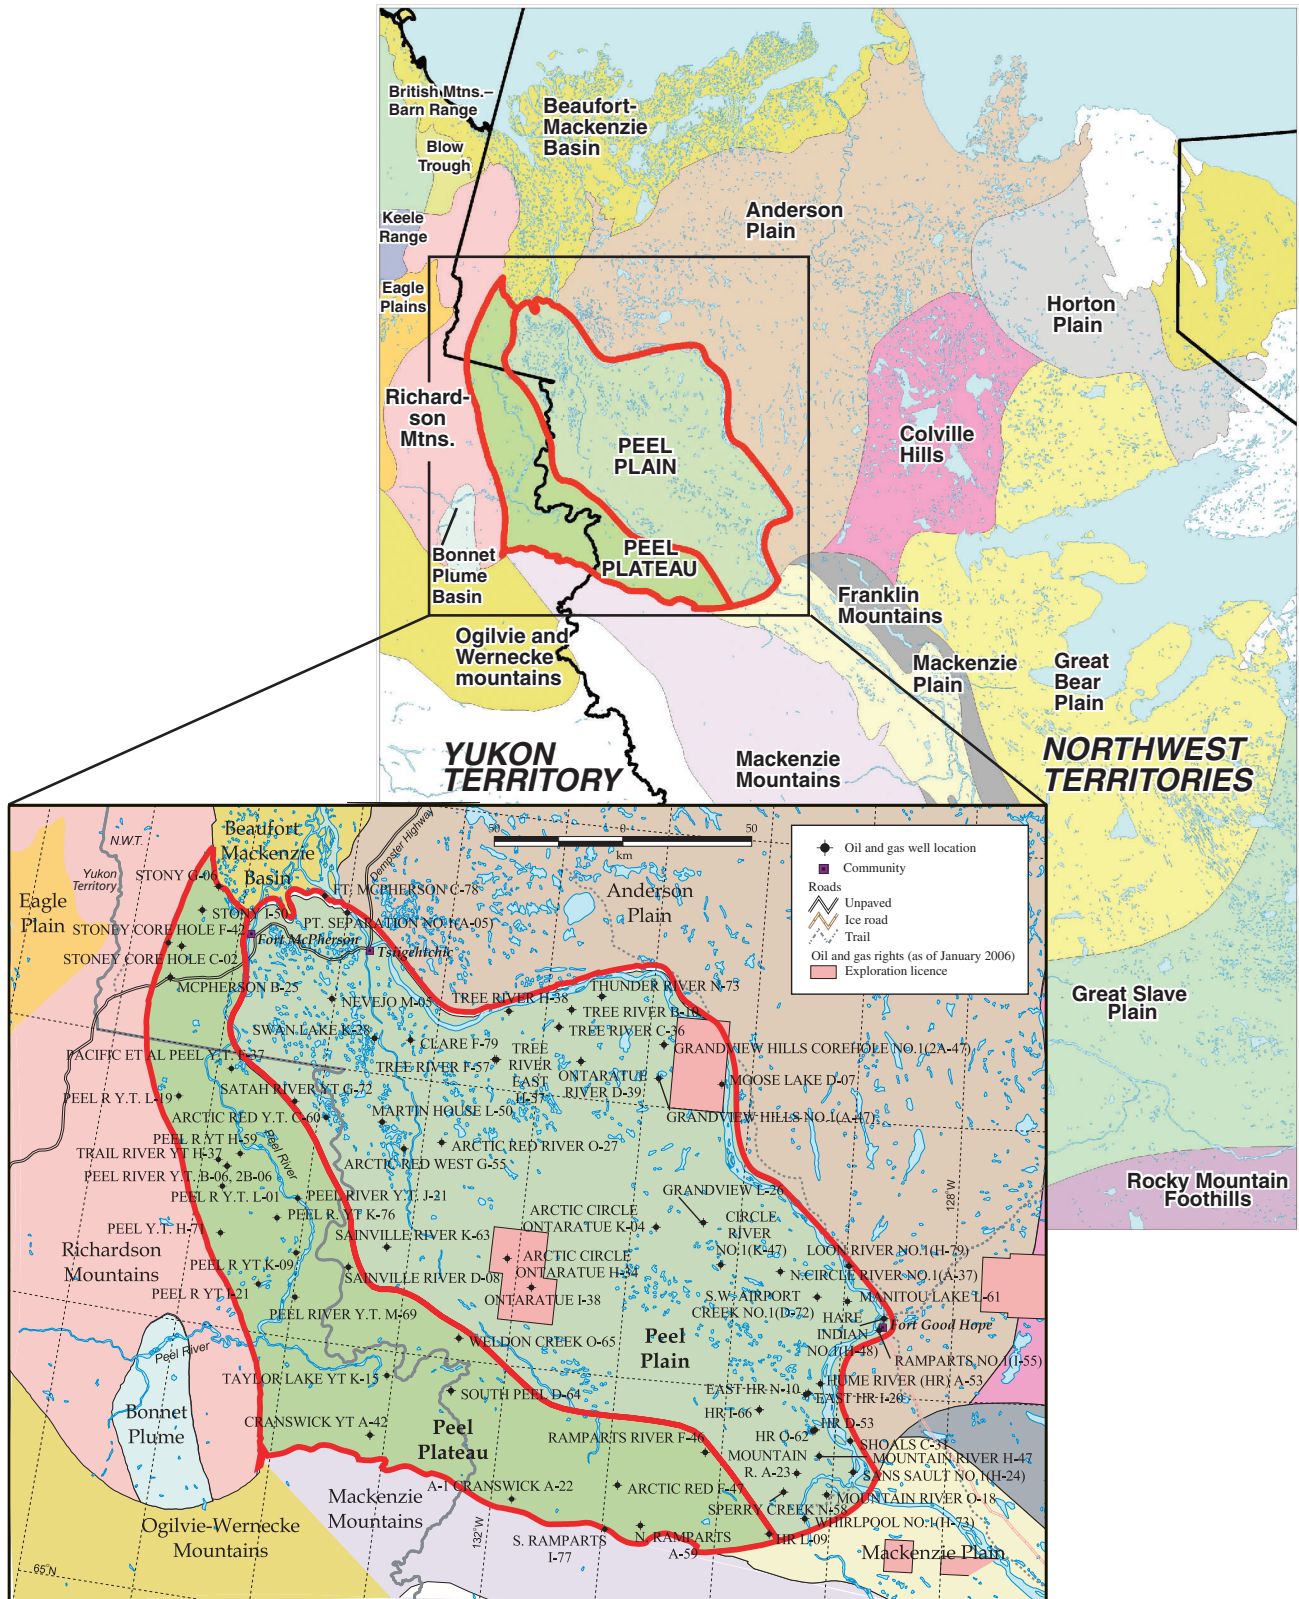 British Mtns.–
Barn Range
Beaufort-
Mackenzie
Basin
Blow
Trough
Keele
Range
Anderson
Plain
Eagle
Plains
Horton
Plain
Richard-
son
Mtns.
PEEL
PLAIN
Colville
Hills
Bonnet
Plume
Basin
PEEL
PLATEAU
Franklin
Mountains
Ogilvie and
Wernecke
mountains
Mackenzie
Plain
Great
Bear
Plain
YUKON
TERRITORY
Mackenzie
Mountains
NORTHWEST
TERRITORIES
Great Slave
Plain
Rocky Mountain
Foothills
N.W.T.
Yukon
Territory
Beaufort
Mackenzie
Basin
Dempster Highway
50
0
50
km
Oil and gas well location
Community
Roads
Unpaved
Ice road
Trail
Oil and gas rights (as of January 2006)
Exploration licence
Eagle
Plain
Anderson
Plain
STONY G-06
FT. MCPHERSON C-78
STONY I-50
PT. SEPARATION NO.1(A-05)
STONEY CORE HOLE F-42
Fort McPherson
Tsiigehtchic
STONEY CORE HOLE C-02
MCPHERSON B-25
NEVEJO M-05
TREE RIVER H-38
THUNDER RIVER N-73
TREE RIVER B-10
SWAN LAKE K-28
TREE RIVER C-36
CLARE F-79
GRANDVIEW HILLS COREHOLE NO.1(2A-47)
PACIFIC ET AL PEEL Y.T. F-37
TREE RIVER F-57
TREE
RIVER
EAST
H-57
ONTARATUE
RIVER D-39
MOOSE LAKE D-07
SATAH RIVER YT G-72
PEEL R Y.T. L-19
GRANDVIEW HILLS NO.1(A-47)
MARTIN HOUSE L-50
ARCTIC RED Y.T. C-60
PEEL R YT H-59
ARCTIC RED RIVER O-27
TRAIL RIVER YT H-37
Peel River
ARCTIC RED WEST G-55
PEEL RIVER Y.T. B-06, 2B-06
PEEL R Y.T. L-01
PEEL RIVER Y.T. J-21
GRANDVIEW L-26
128°W
PEEL R. YT K-76
ARCTIC CIRCLE
ONTARATUE K-04
CIRCLE
RIVER
NO.1(K-47)
PEEL Y.T. H-71
SAINVILLE RIVER K-63
LOON RIVER NO.1(H-79)
Richardson
Mountains
PEEL R YT K-09
ARCTIC CIRCLE
ONTARATUE H-34
N.CIRCLE RIVER NO.1(A-37)
SAINVILLE RIVER D-08
PEEL R YT I-21
ONTARATUE I-38
S.W. AIRPORT
CREEK NO.1(D-72)
MANITOU LAKE L-61
PEEL RIVER Y.T. M-69
HARE
INDIAN
NO.1(H-48)
Fort Good Hope
Peel River
WELDON CREEK O-65
Peel
Plain
RAMPARTS NO.1(I-55)
TAYLOR LAKE YT K-15
HUME RIVER (HR) A-53
SOUTH PEEL D-64
EAST HR N-10
EAST HR I-20
Bonnet
Plume
CRANSWICK YT A-42
Peel
Plateau
HR I-66
HR D-53
RAMPARTS RIVER F-46
HR O-62
SHOALS C-31
MOUNTAIN
R. A-23
MOUNTAIN RIVER H-47
SANS SAULT NO.1(H-24)
A-1 CRANSWICK A-22
ARCTIC RED F-47
MOUNTAIN RIVER O-18
SPERRY CREEK N-58
Mackenzie
Mountains
WHIRLPOOL NO.1(H-73)
Ogilvie-Wernecke
Mountains
132°W
S. RAMPARTS
I-77
N. RAMPARTS
A-59
HR L-09
Mackenzie Plain
65°N